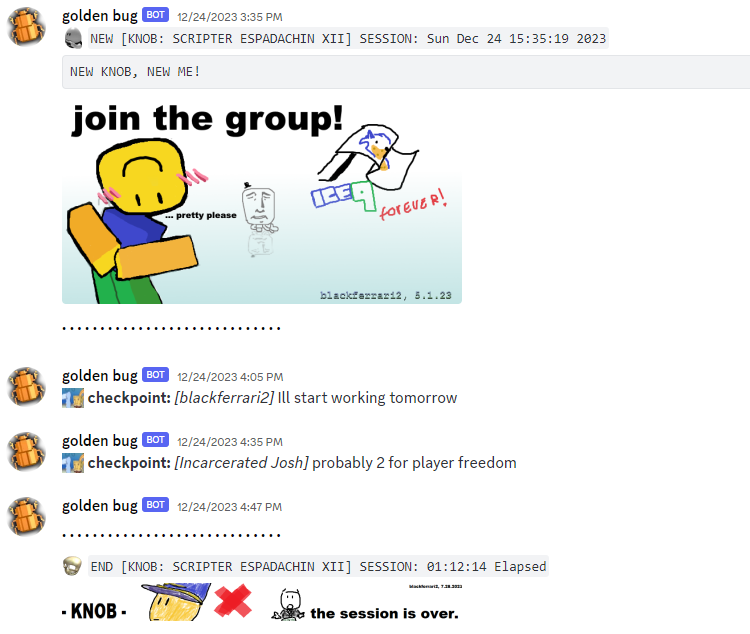 golden bug BOT 12/24/2023 3:35 PM
NEW [KNOB: SCRIPTER ESPADACHIN XII] SESSION: Sun Dec 24 15:35:19 2023
NEW KNOB, NEW ME!
join the group!
... pretty please
ICEQ
forever!
blackferrari2, 5.1.23
. . . . . . . . . . . . . . . . . . . . . . . . . . . . .
golden bug BOT 12/24/2023 4:05 PM
checkpoint: [blackferrari2] Ill start working tomorrow
golden bug BOT 12/24/2023 4:35 PM
checkpoint: [Incarcerated Josh] probably 2 for player freedom
golden bug BOT 12/24/2023 4:47 PM
. . . . . . . . . . . . . . . . . . . . . . . . . . . . .
END [KNOB: SCRIPTER ESPADACHIN XII] SESSION: 01:12:14 Elapsed
blackferrari2, 7.28.2023
- KNOB -
the session is over.